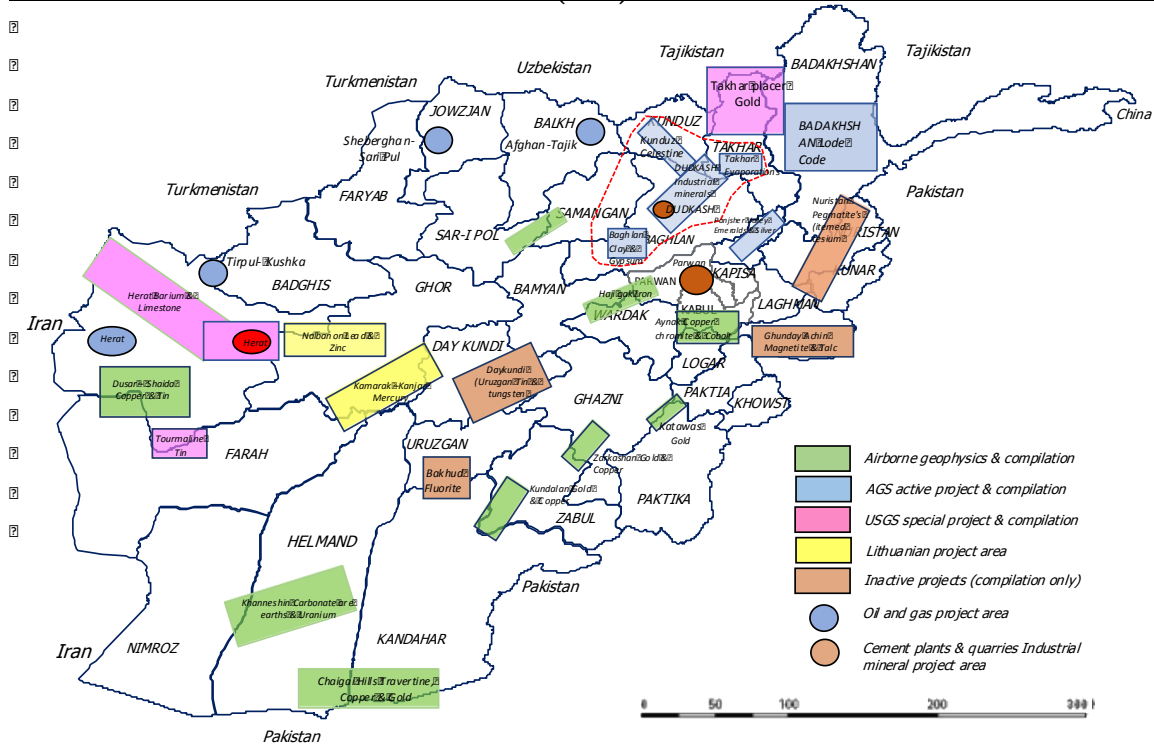 Tajikistan
BADAKHSHAN
Tajikistan
Uzbekistan
Turkmenistan
JOWZJAN
Takhar placer
Gold
China
BALKH
KUNDUZ
BADAKHSH
AN Lode
Code
Sheberghan-
Sari Pul
Afghan-Tajik
Kunduz
Celestine
TAKHAR
Takhar
Evaporation's
DUDKASH
Industrial
minerals
Turkmenistan
FARYAB
Pakistan
Nuristan
Pegmatite's
(itemed
Cesium
SAMANGAN
DUDKASH
SAR-I POL
Baghlan
Clay &
Gypsum
BAGHLAN
Emeralds & Silver
KUNAR
Tirpul-Kushka
BADGHIS
GHOR
BAMYAN
Parwan
PARWAN
KAPISA
Herat Barium &
Limestone
Hajigak Iron
WARDAK
LAGHMAN
KABUL
Iran
Herat
Herat
Nalbandon Lead &
Zinc
DAY KUNDI
Aynak Copper
chromite & Cobalt
Ghunday Achin
Magnetite & Talc
LOGAR
Dusar-Shaida
Copper & Tin
Kamarak-Kanjar
Mercury
Daykundi
(Uruzgan Tin &
tungsten
GHAZNI
PAKTIA
KHOWST
Katawas
Gold
Tourmaline
Tin
FARAH
URUZGAN
Zarkashan Gold &
Copper
Bakhud
Fluorite
Kundalan Gold
& Copper
PAKTIKA
ZABUL
HELMAND
Pakistan
Khanneshin Carbonate are
earths & Uranium
Iran
NIMROZ
KANDAHAR
Chaigai Hills Travertine,
Copper & Gold
Pakistan
Airborne geophysics & compilation
AGS active project & compilation
USGS special project & compilation
Lithuanian project area
Inactive projects (compilation only)
Oil and gas project area
Cement plants & quarries Industrial
mineral project area
0 50 100 200